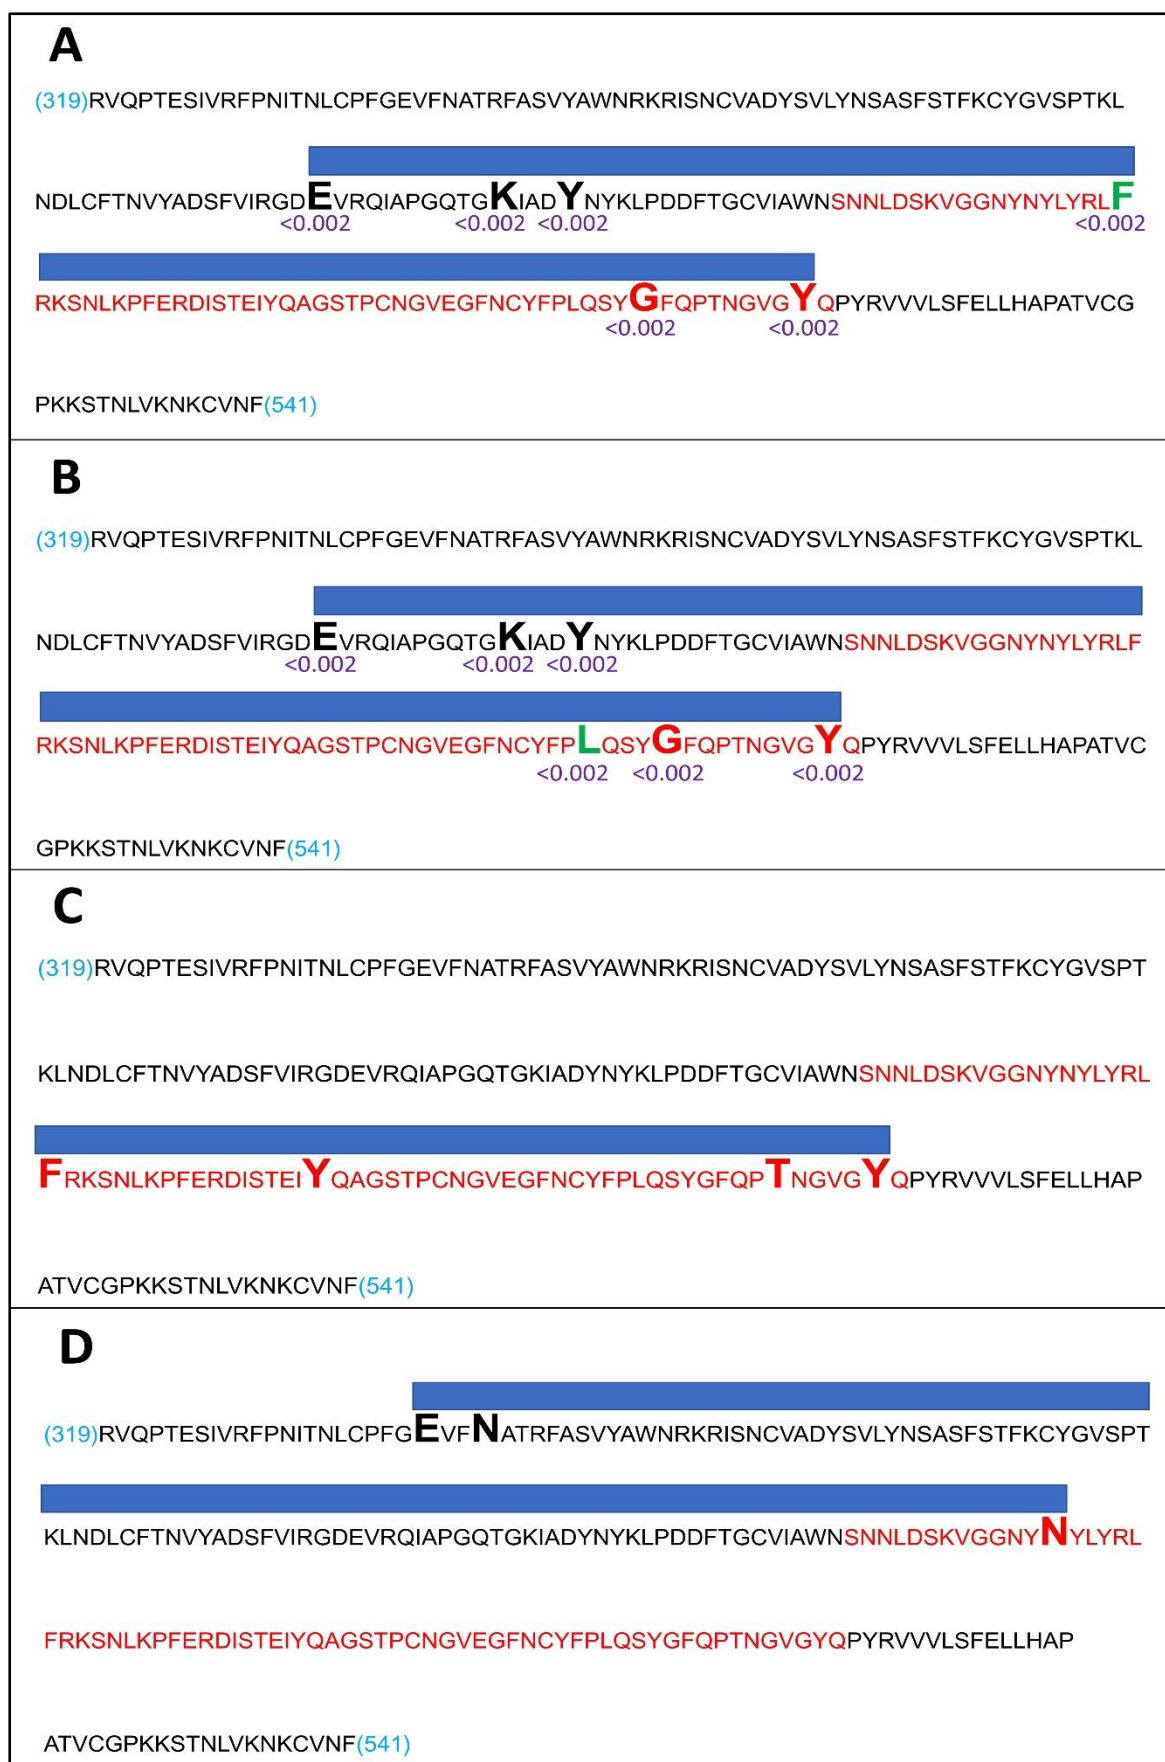 A
(319)RVQPTESIVRFPNITNLCPFGEVFNATRFASVYAWNRKRISNCVADYSVLYNSASFSTFKCYGVSPTKL
NDLCFTNVYADSFVIRGDEVRQIAPGQTGKIADYNYKLPDDFTGCVIAWNSNNLDSKVGGNYNYLYRLF
<0.002 <0.002 <0.002 <0.002
RKSNLKPFERDISTEIYQAGSTPCNGVEGFNCYFPLQSYGFQPTNGVGYQPYRVVVLSFELLHAPATVCG
<0.002 <0.002
PKKSTNLVKNKCVNF(541)
B
(319)RVQPTESIVRFPNITNLCPFGEVFNATRFASVYAWNRKRISNCVADYSVLYNSASFSTFKCYGVSPTKL
NDLCFTNVYADSFVIRGDEVRQIAPGQTGKIADYNYKLPDDFTGCVIAWNSNNLDSKVGGNYNYLYRLF
<0.002 <0.002 <0.002
RKSNLKPFERDISTEIYQAGSTPCNGVEGFNCYFPLQSYGFQPTNGVGYQPYRVVVLSFELLHAPATVC
<0.002 <0.002 <0.002
GPKKSTNLVKNKCVNF(541)
C
(319)RVQPTESIVRFPNITNLCPFGEVFNATRFASVYAWNRKRISNCVADYSVLYNSASFSTFKCYGVSPT
KLNDLCFTNVYADSFVIRGDEVRQIAPGQTGKIADYNYKLPDDFTGCVIAWNSNNLDSKVGGNYNYLYRL
FRKSNLKPFERDISTEIYQAGSTPCNGVEGFNCYFPLQSYGFQPTNGVGYQPYRVVVLSFELLHAP
ATVCGPKKSTNLVKNKCVNF(541)
D
(319)RVQPTESIVRFPNITNLCPFGEVFNATRFASVYAWNRKRISNCVADYSVLYNSASFSTFKCYGVSPT
KLNDLCFTNVYADSFVIRGDEVRQIAPGQTGKIADYNYKLPDDFTGCVIAWNSNNLDSKVGGNYNYLYRL
FRKSNLKPFERDISTEIYQAGSTPCNGVEGFNCYFPLQSYGFQPTNGVGYQPYRVVVLSFELLHAP
ATVCGPKKSTNLVKNKCVNF(541)